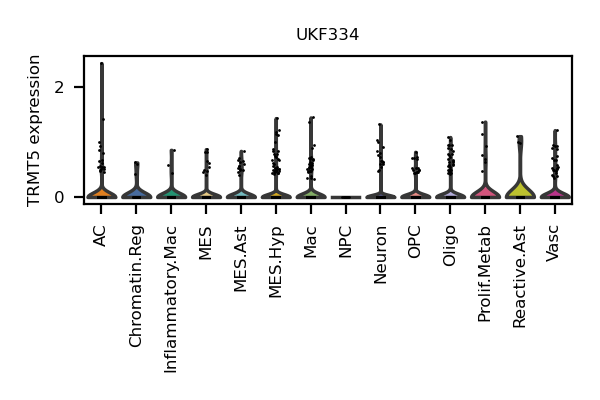 UKF334
TRMT5 expression
2
0
AC
Chromatin.Reg
Inflammatory.Mac
MES
MES.Ast
MES.Hyp
Mac
NPC
Neuron
OPC
Oligo
Prolif.Metab
Reactive.Ast
Vasc